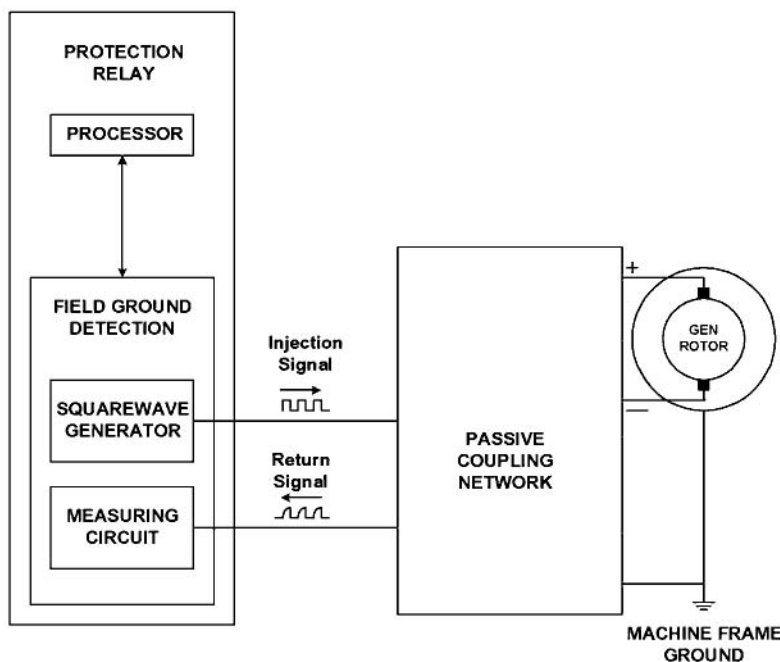 PROTECTION
RELAY
PROCESSOR
FIELD GROUND
DETECTION
SQUAREWAVE
GENERATOR
MEASURING
CIRCUIT
Injection
Signal
Return
Signal
PASSIVE
COUPLING
NETWORK
+
GEN
ROTOR
—
MACHINE FRAME
GROUND